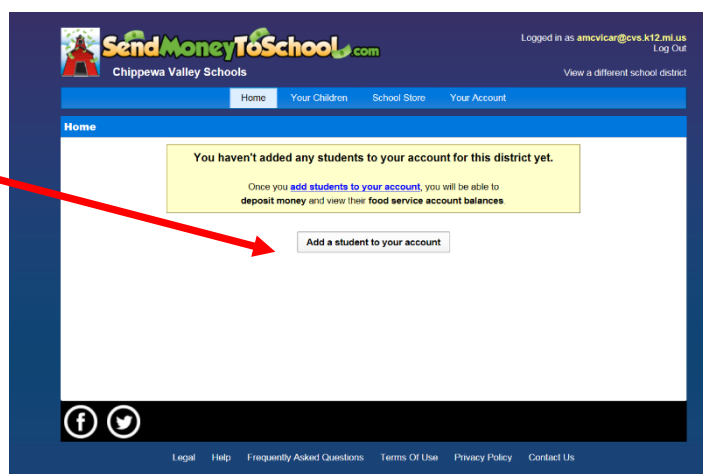 SendMoneyToSchool.com
Logged in as amcvicar@cvs.k12.mi.us
Log Out
Chippewa Valley Schools
View a different school district
Home Your Children School Store Your Account
Home
You haven't added any students to your account for this district yet.
Once you add students to your account, you will be able to
deposit money and view their food service account balances.
Add a student to your account
Legal Help Frequently Asked Questions Terms Of Use Privacy Policy Contact Us